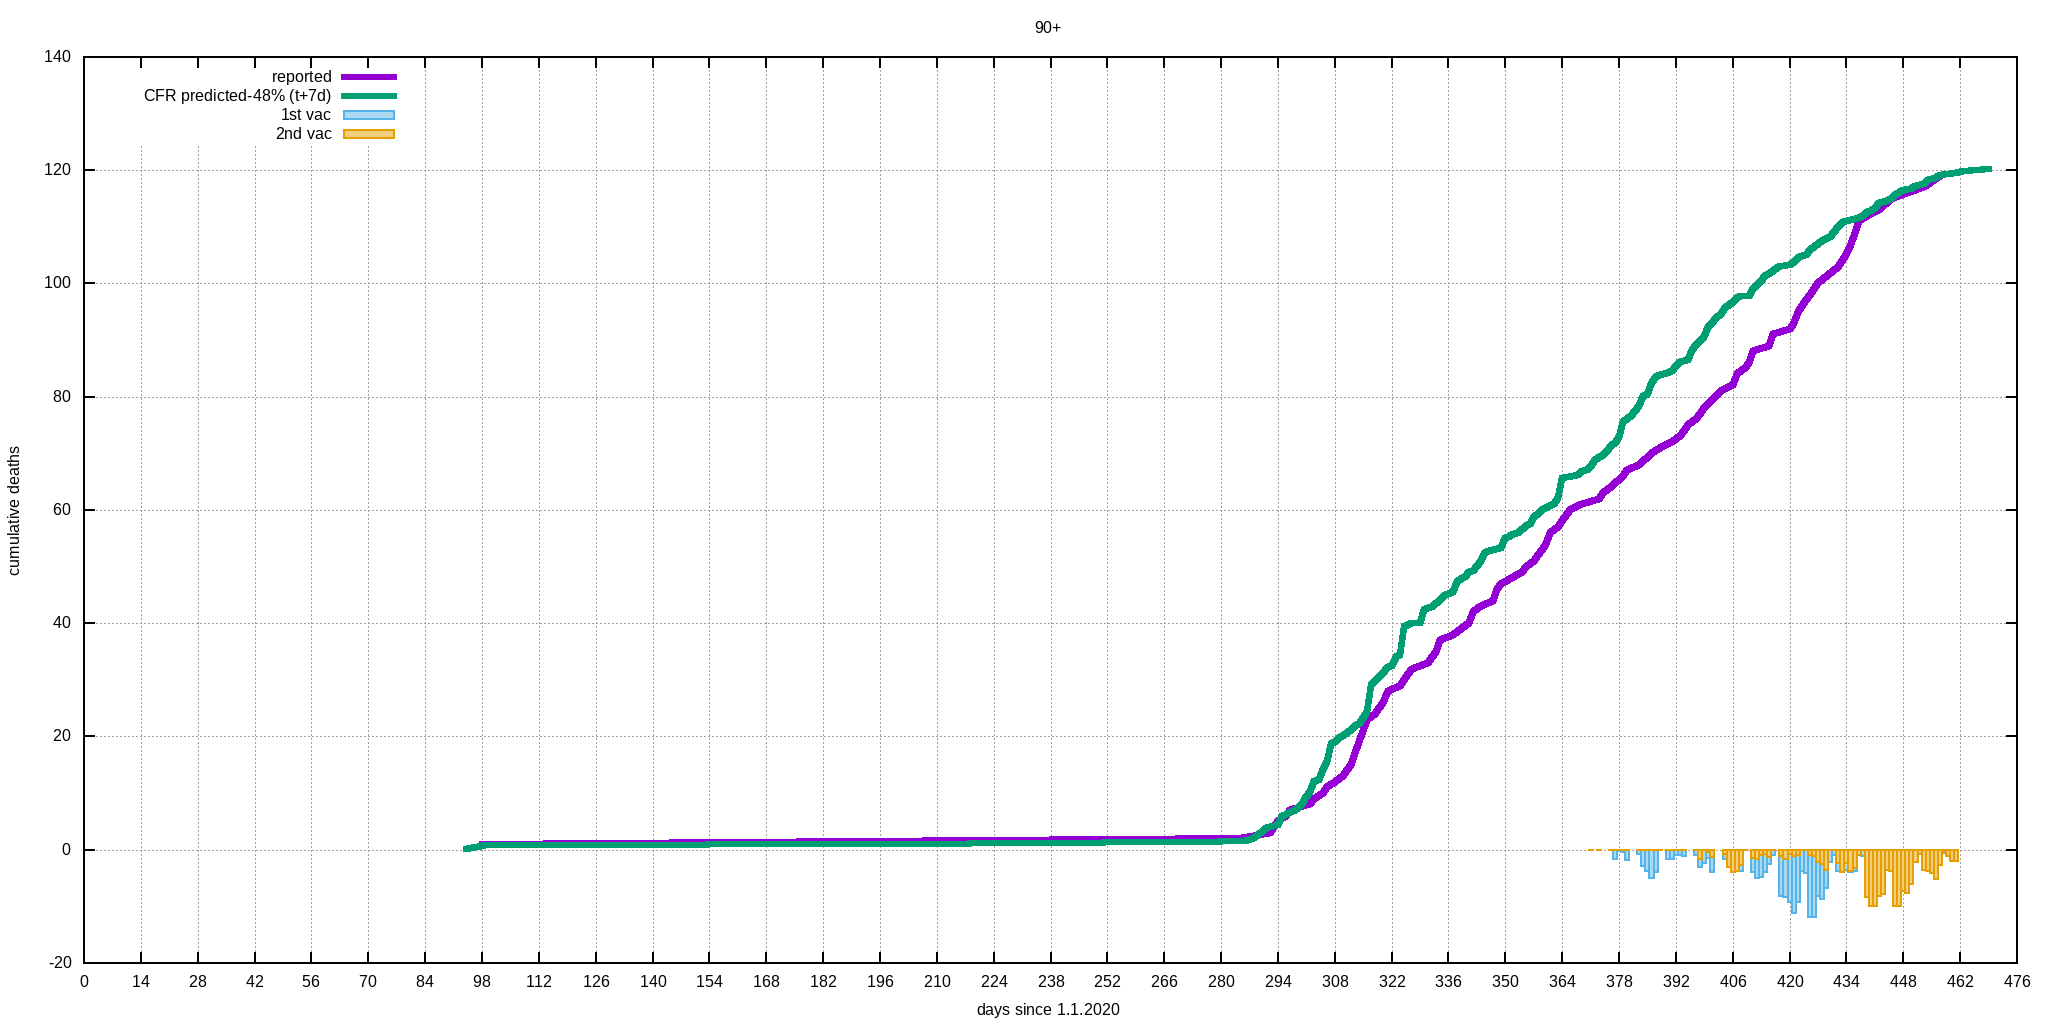 90+
140
120
100
80
60
40
20
0
-20
reported
CFR predicted-48% (t+7d)
1st vac
2nd vac
cumulative deaths
0 14 28 42 56 70 84 98 112 126 140 154 168 182 196 210 224 238 252 266 280 294 308 322 336 350 364 378 392 406 420 434 448 462 476
days since 1.1.2020